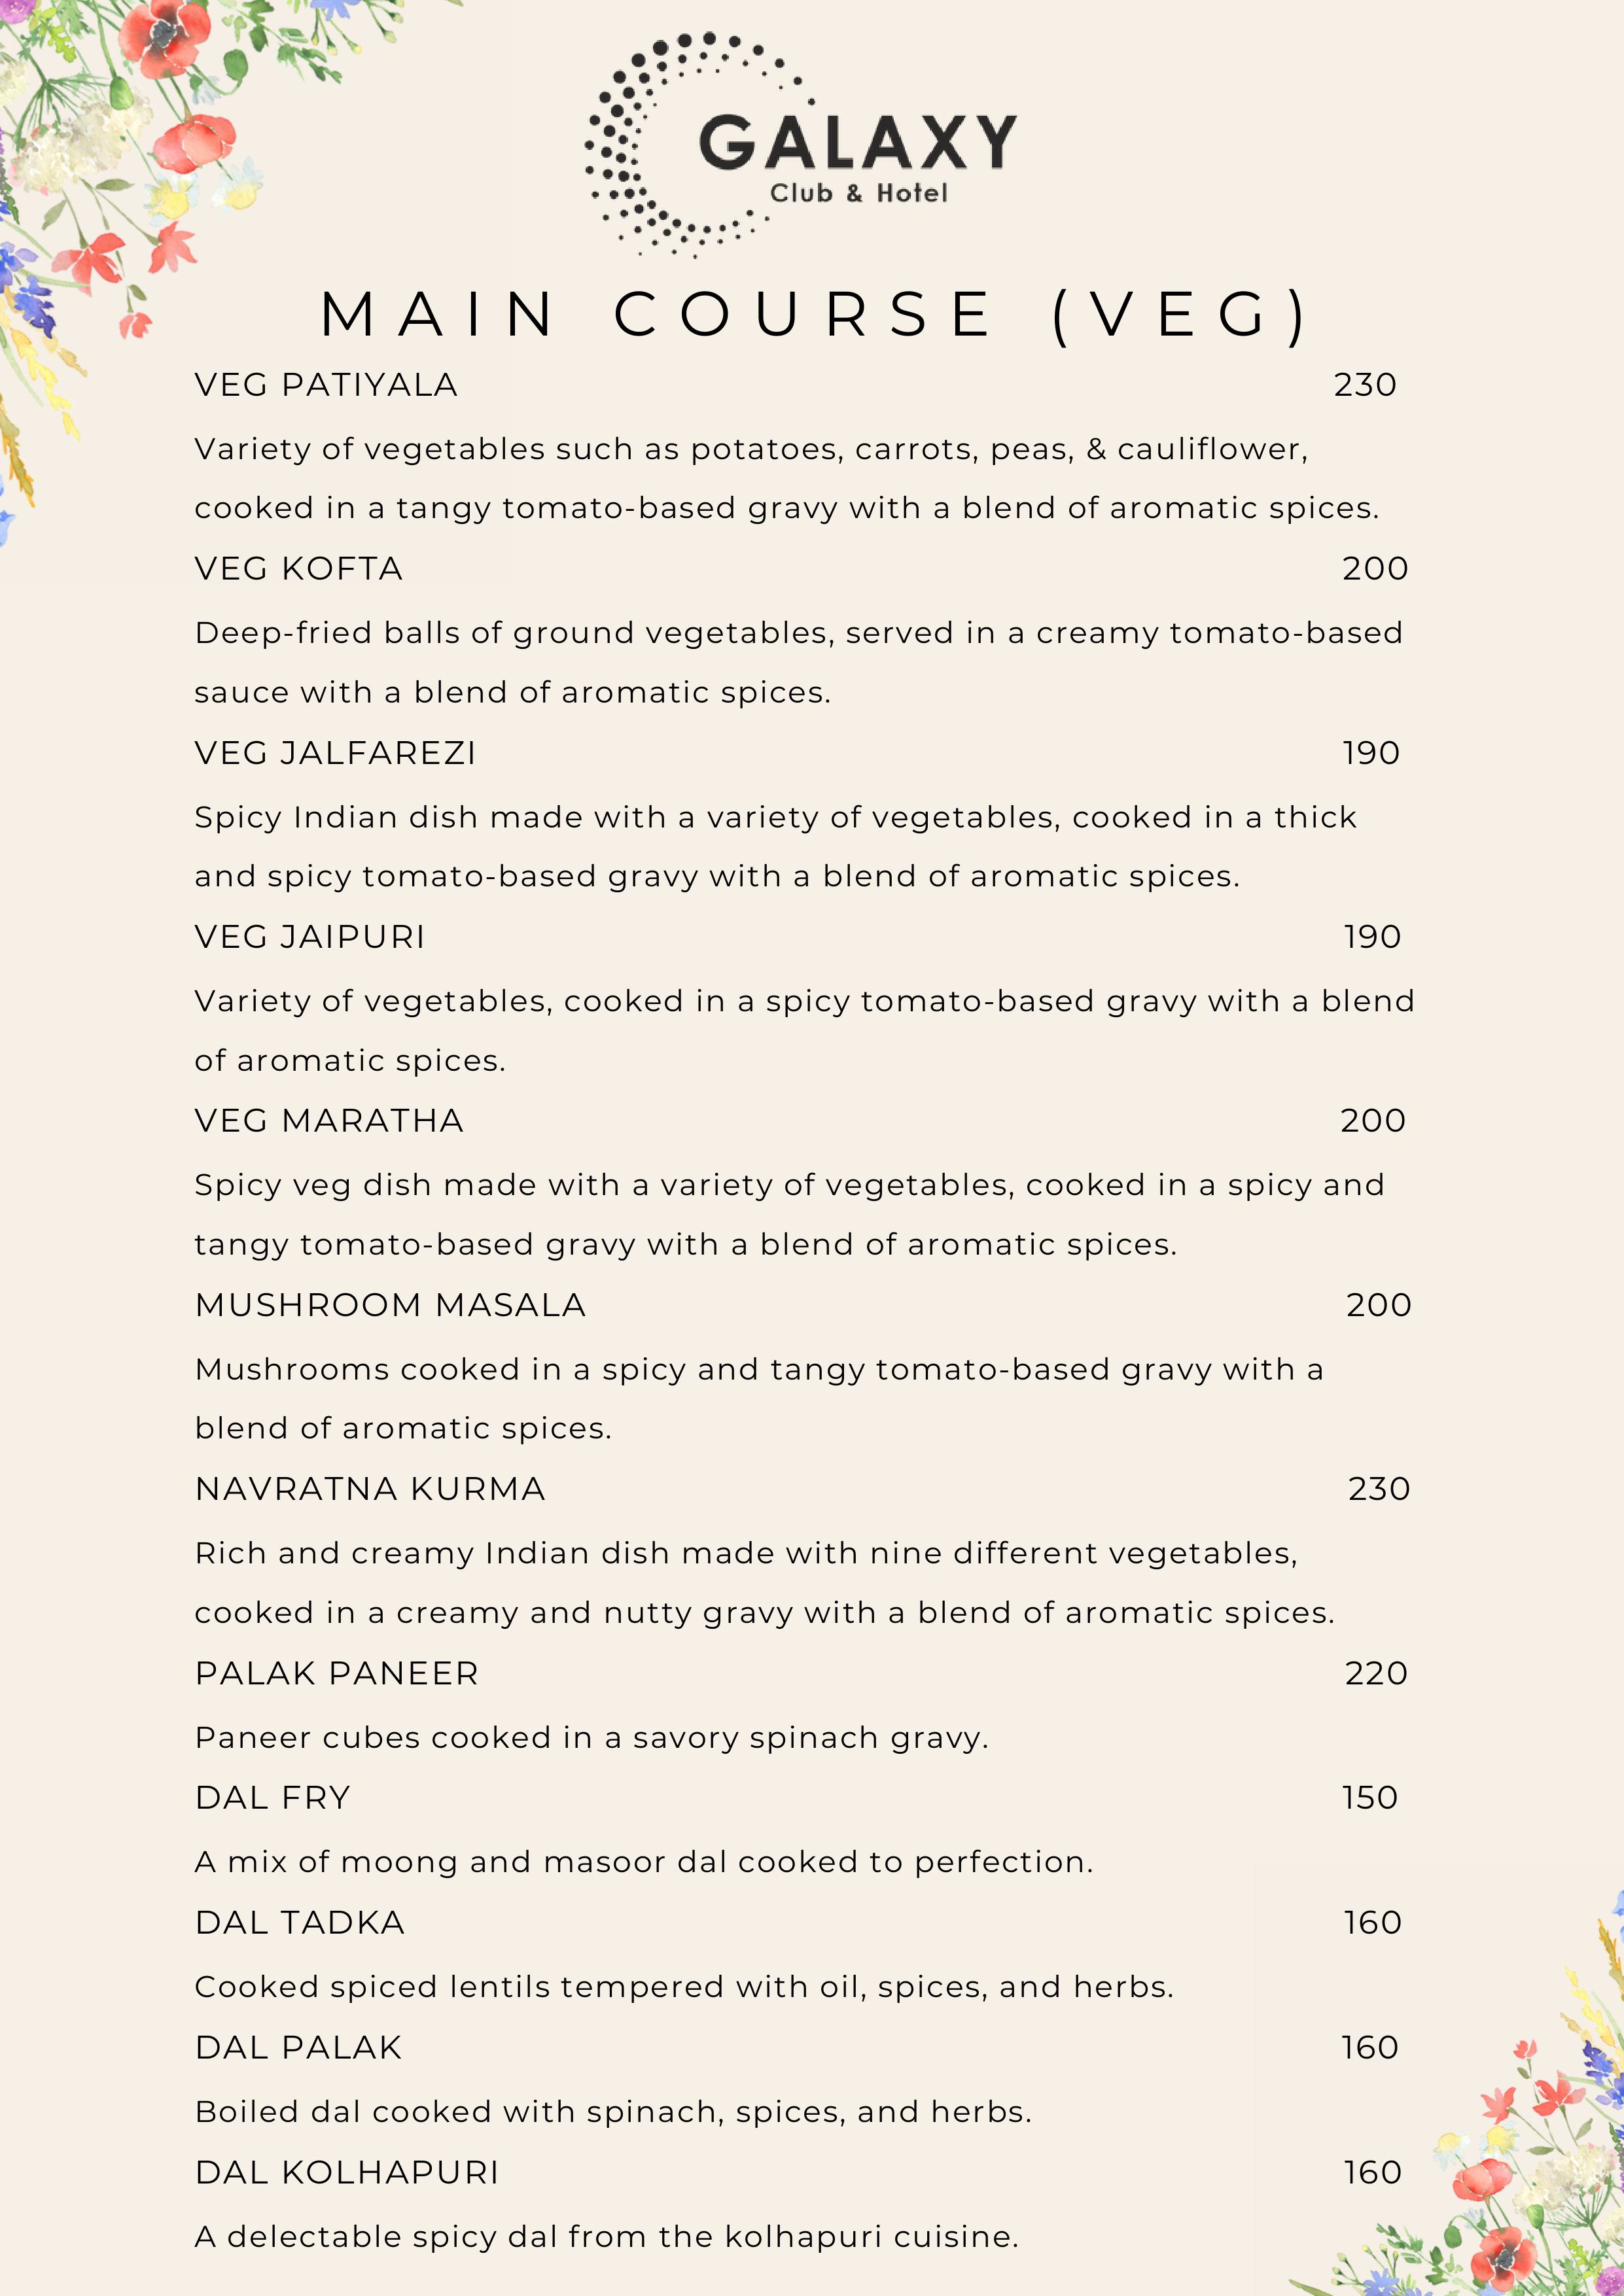 GALAXY
Club & Hotel
MAIN COURSE (VEG)
VEG PATIYALA 230
Variety of vegetables such as potatoes, carrots, peas, & cauliflower,
cooked in a tangy tomato-based gravy with a blend of aromatic spices.
VEG KOFTA 200
Deep-fried balls of ground vegetables, served in a creamy tomato-based
sauce with a blend of aromatic spices.
VEG JALFAREZI 190
Spicy Indian dish made with a variety of vegetables, cooked in a thick
and spicy tomato-based gravy with a blend of aromatic spices.
VEG JAIPURI 190
Variety of vegetables, cooked in a spicy tomato-based gravy with a blend
of aromatic spices.
VEG MARATHA 200
Spicy veg dish made with a variety of vegetables, cooked in a spicy and
tangy tomato-based gravy with a blend of aromatic spices.
MUSHROOM MASALA 200
Mushrooms cooked in a spicy and tangy tomato-based gravy with a
blend of aromatic spices.
NAVRATNA KURMA 230
Rich and creamy Indian dish made with nine different vegetables,
cooked in a creamy and nutty gravy with a blend of aromatic spices.
PALAK PANEER 220
Paneer cubes cooked in a savory spinach gravy.
DAL FRY 150
A mix of moong and masoor dal cooked to perfection.
DAL TADKA 160
Cooked spiced lentils tempered with oil, spices, and herbs.
DAL PALAK 160
Boiled dal cooked with spinach, spices, and herbs.
DAL KOLHAPURI 160
A delectable spicy dal from the kolhapuri cuisine.